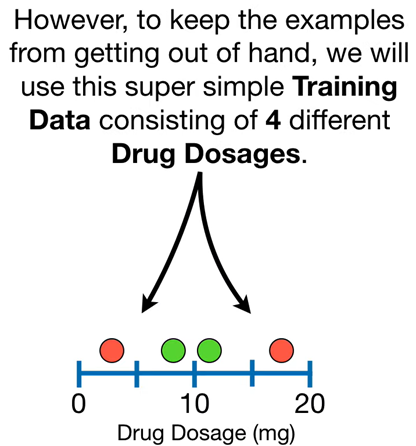 However, to keep the examples
from getting out of hand, we will
use this super simple Training
Data consisting of 4 different
Drug Dosages.
0 10 20
Drug Dosage (mg)